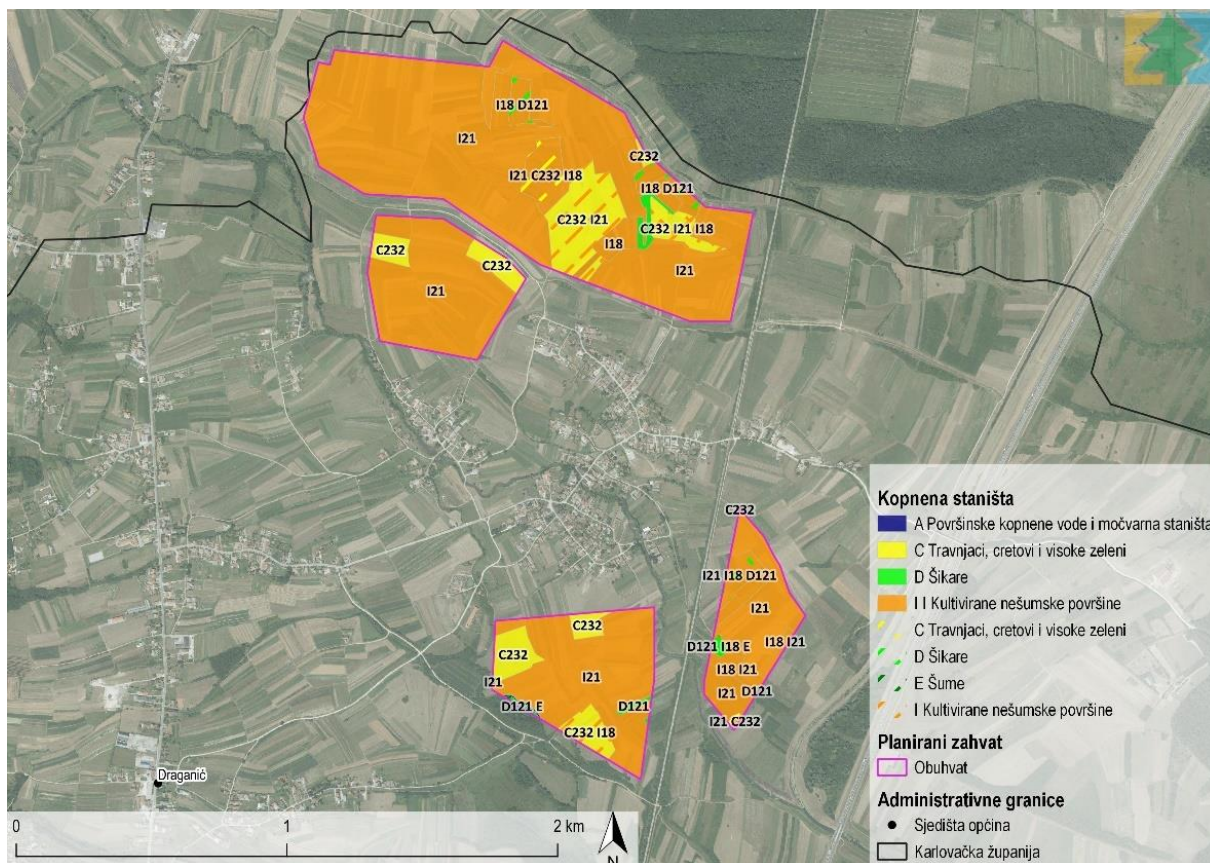 C232
I18 D121
I21
I21 C232 I18
I18 D121
C232 I21
C232 I21 I18
I18
C232
C232
I21
I21
C232
I21 I18 D121
I21
C232
D121 I18 E
I18 I21
C232
I21
I18 I21
I21
D121
I21
D121 E
D121
C232 I18
I21 C232
Draganić
0
1
2 km
N
Kopnena staništa
A Površinske kopnene vode i močvarna staništa
C Travnjaci, cretovi i visoke zeleni
D Šikare
I I Kultivirane nešumske površine
C Travnjaci, cretovi i visoke zeleni
D Šikare
E Šume
I Kultivirane nešumske površine
Planirani zahvat
Obuhvat
Administrativne granice
Sjedišta općina
Karlovačka županija